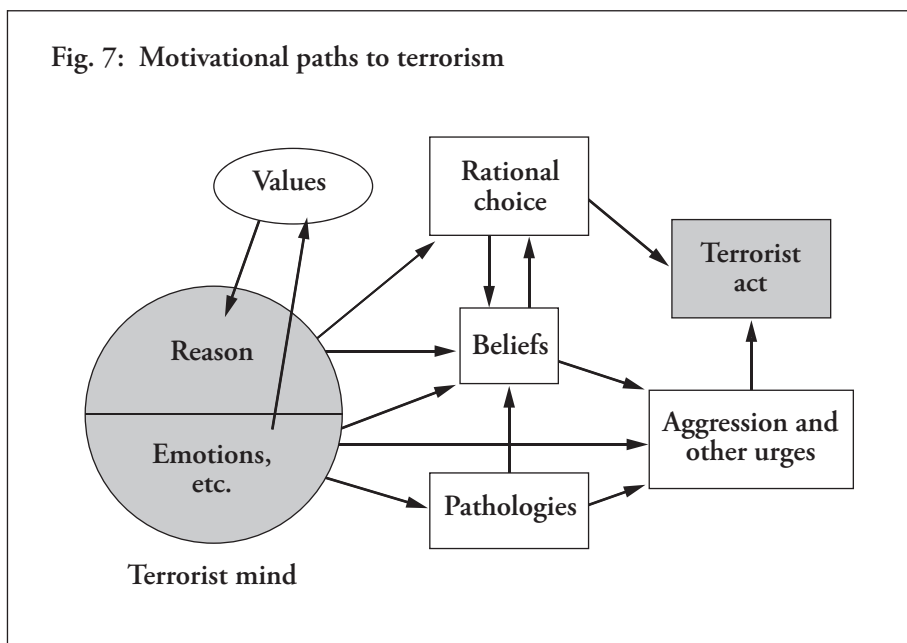 Fig. 7: Motivational paths to terrorism
Values
Rational
choice
Terrorist
act
Reason
Beliefs
Emotions,
etc.
Aggression and
other urges
Pathologies
Terrorist mind